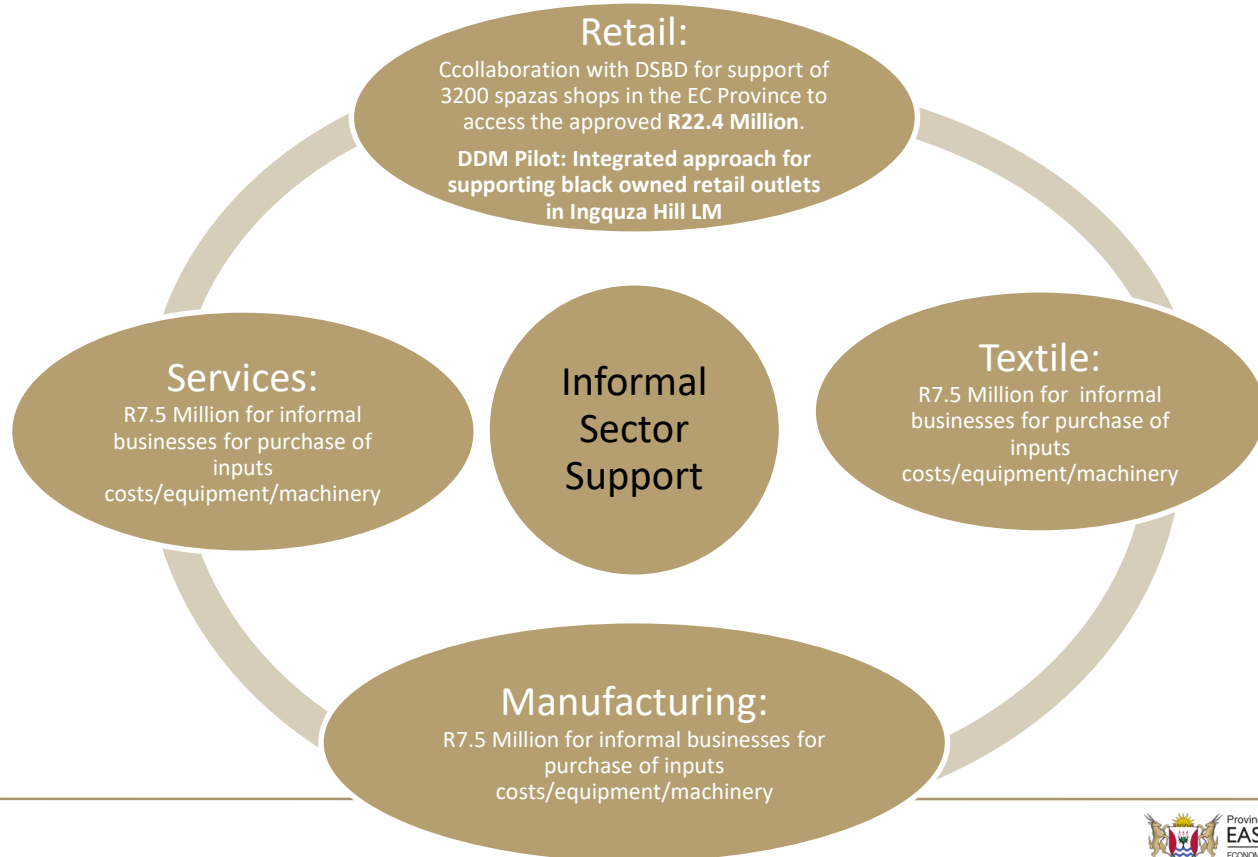 Retail:
Ccollaboration with DSBD for support of
3200 spazas shops in the EC Province to
access the approved R22.4 Million.
DDM Pilot: Integrated approach for
supporting black owned retail outlets
in Ingquza Hill LM
Services:
R7.5 Million for informal
businesses for purchase of
inputs
costs/equipment/machinery
Informal
Sector
Support
Textile:
R7.5 Million for  informal
businesses for purchase of
inputs
costs/equipment/machinery
Manufacturing:
R7.5 Million for informal businesses for
purchase of inputs
costs/equipment/machinery